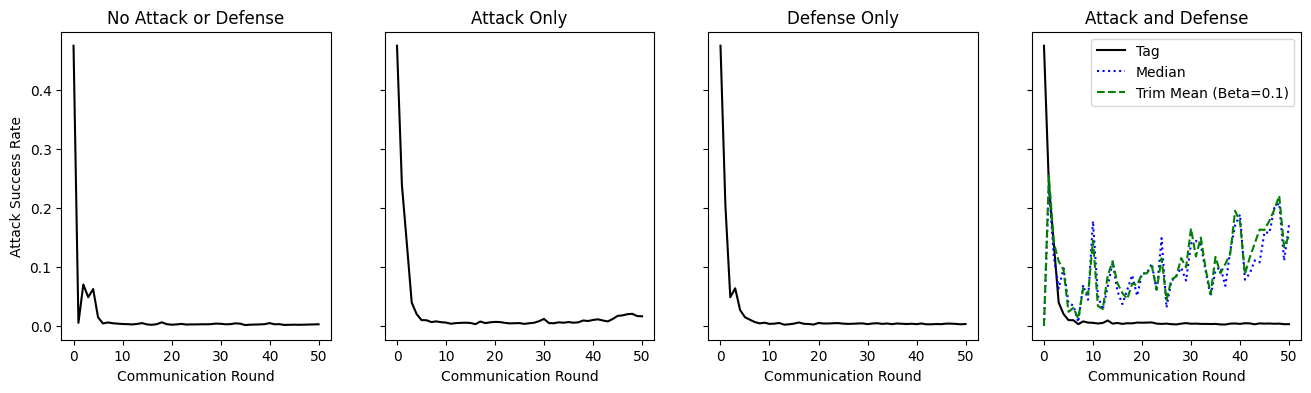 No Attack or Defense
Attack Only
Defense Only
Attack and Defense
Attack Success Rate
0.4
0.3
0.2
0.1
0.0
Tag
Median
Trim Mean (Beta=0.1)
0 10 20 30 40 50
0 10 20 30 40 50
0 10 20 30 40 50
0 10 20 30 40 50
Communication Round
Communication Round
Communication Round
Communication Round